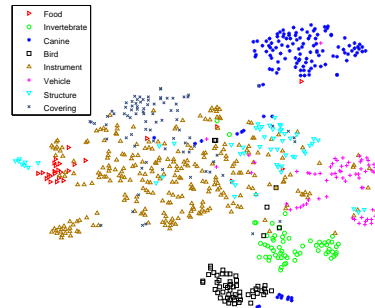 Food
Invertebrate
Canine
Bird
Instrument
Vehicle
Structure
Covering